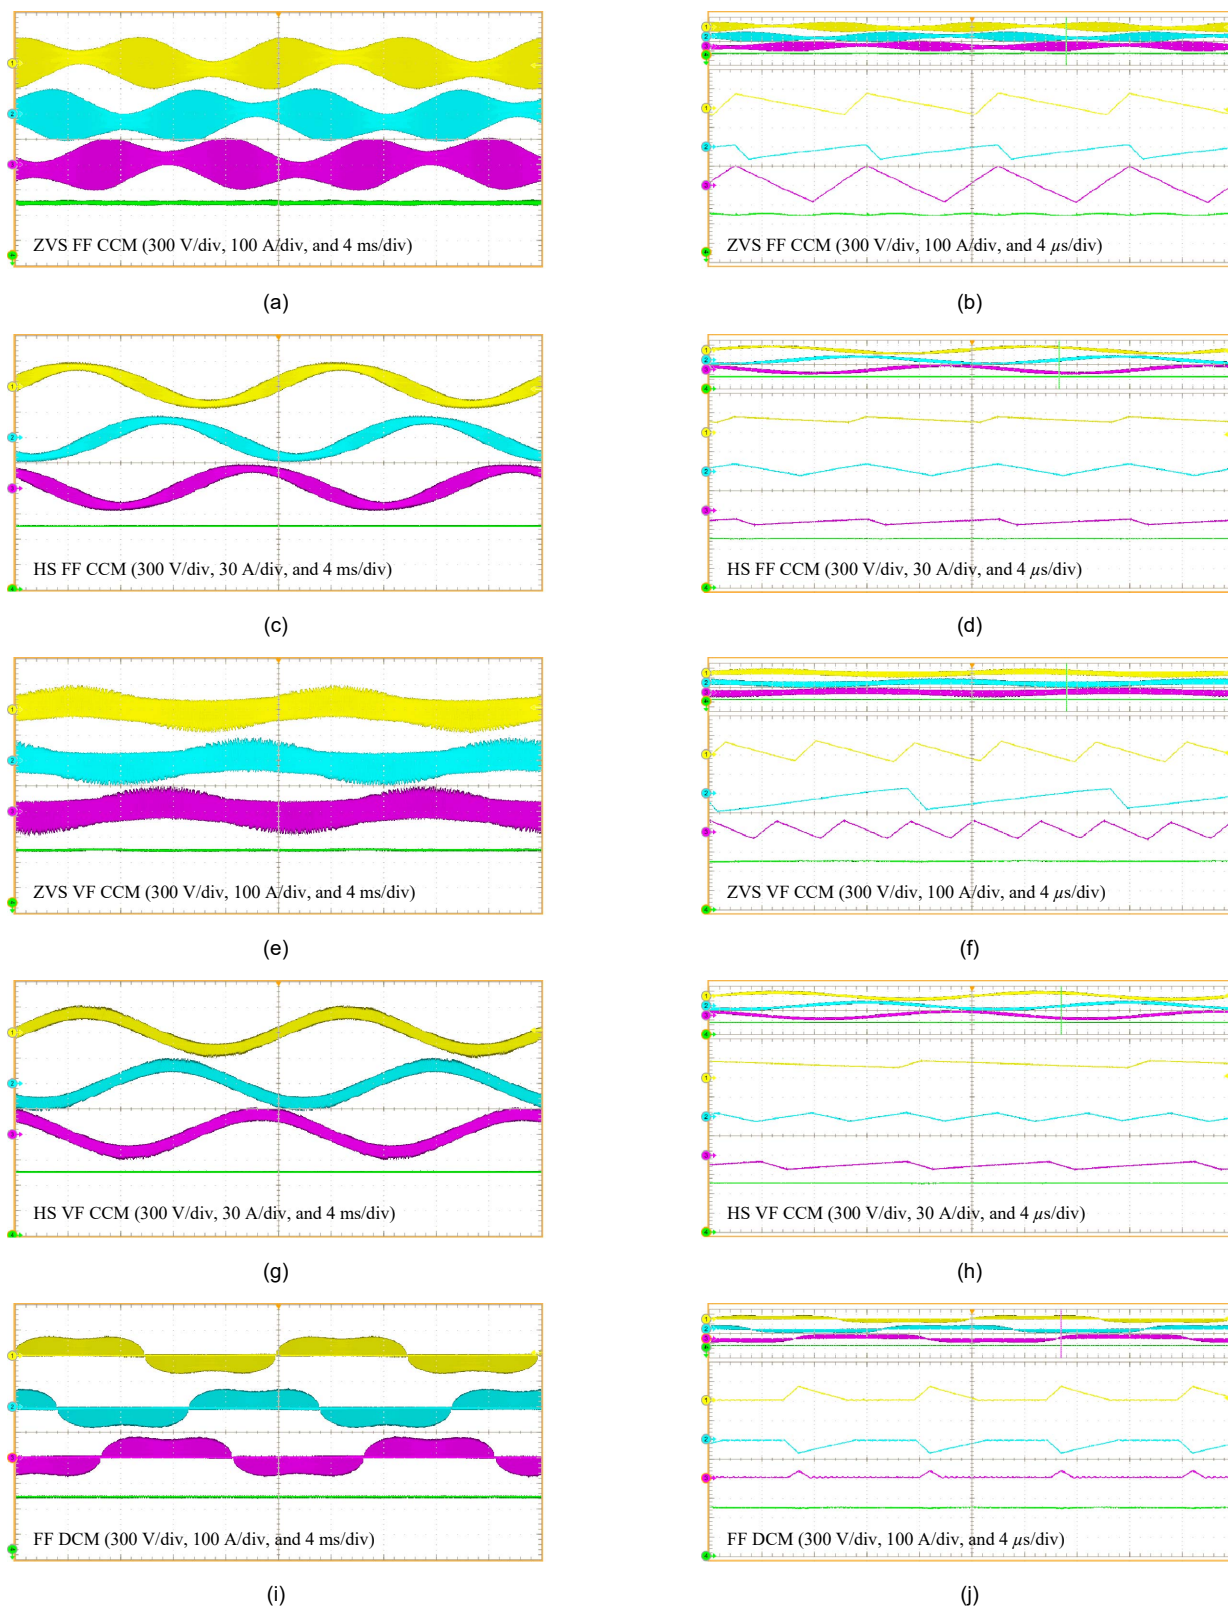 ZVS FF CCM (300 V/div, 100 A/div, and 4 ms/div)
ZVS FF CCM (300 V/div, 100 A/div, and 4 µs/div)
(a)
(b)
HS FF CCM (300 V/div, 30 A/div, and 4 ms/div)
HS FF CCM (300 V/div, 30 A/div, and 4 µs/div)
(c)
(d)
ZVS VF CCM (300 V/div, 100 A/div, and 4 ms/div)
ZVS VF CCM (300 V/div, 100 A/div, and 4 µs/div)
(e)
(f)
HS VF CCM (300 V/div, 30 A/div, and 4 ms/div)
HS VF CCM (300 V/div, 30 A/div, and 4 µs/div)
(g)
(h)
FF DCM (300 V/div, 100 A/div, and 4 ms/div)
FF DCM (300 V/div, 100 A/div, and 4 µs/div)
(i)
(j)